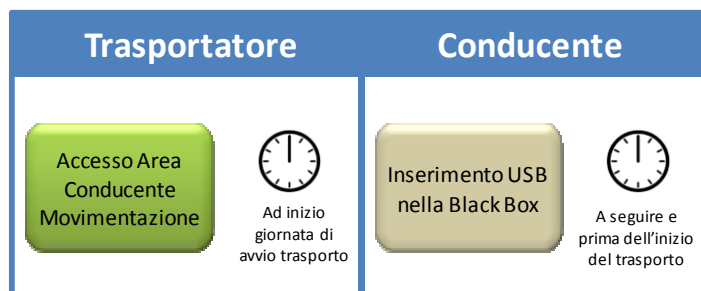 Trasportatore
Conducente
Accesso Area
Conducente
Movimentazione
Ad inizio
giornata di
avvio trasporto
Inserimento USB
nella Black Box
A seguire e
prima dell'inizio
del trasporto